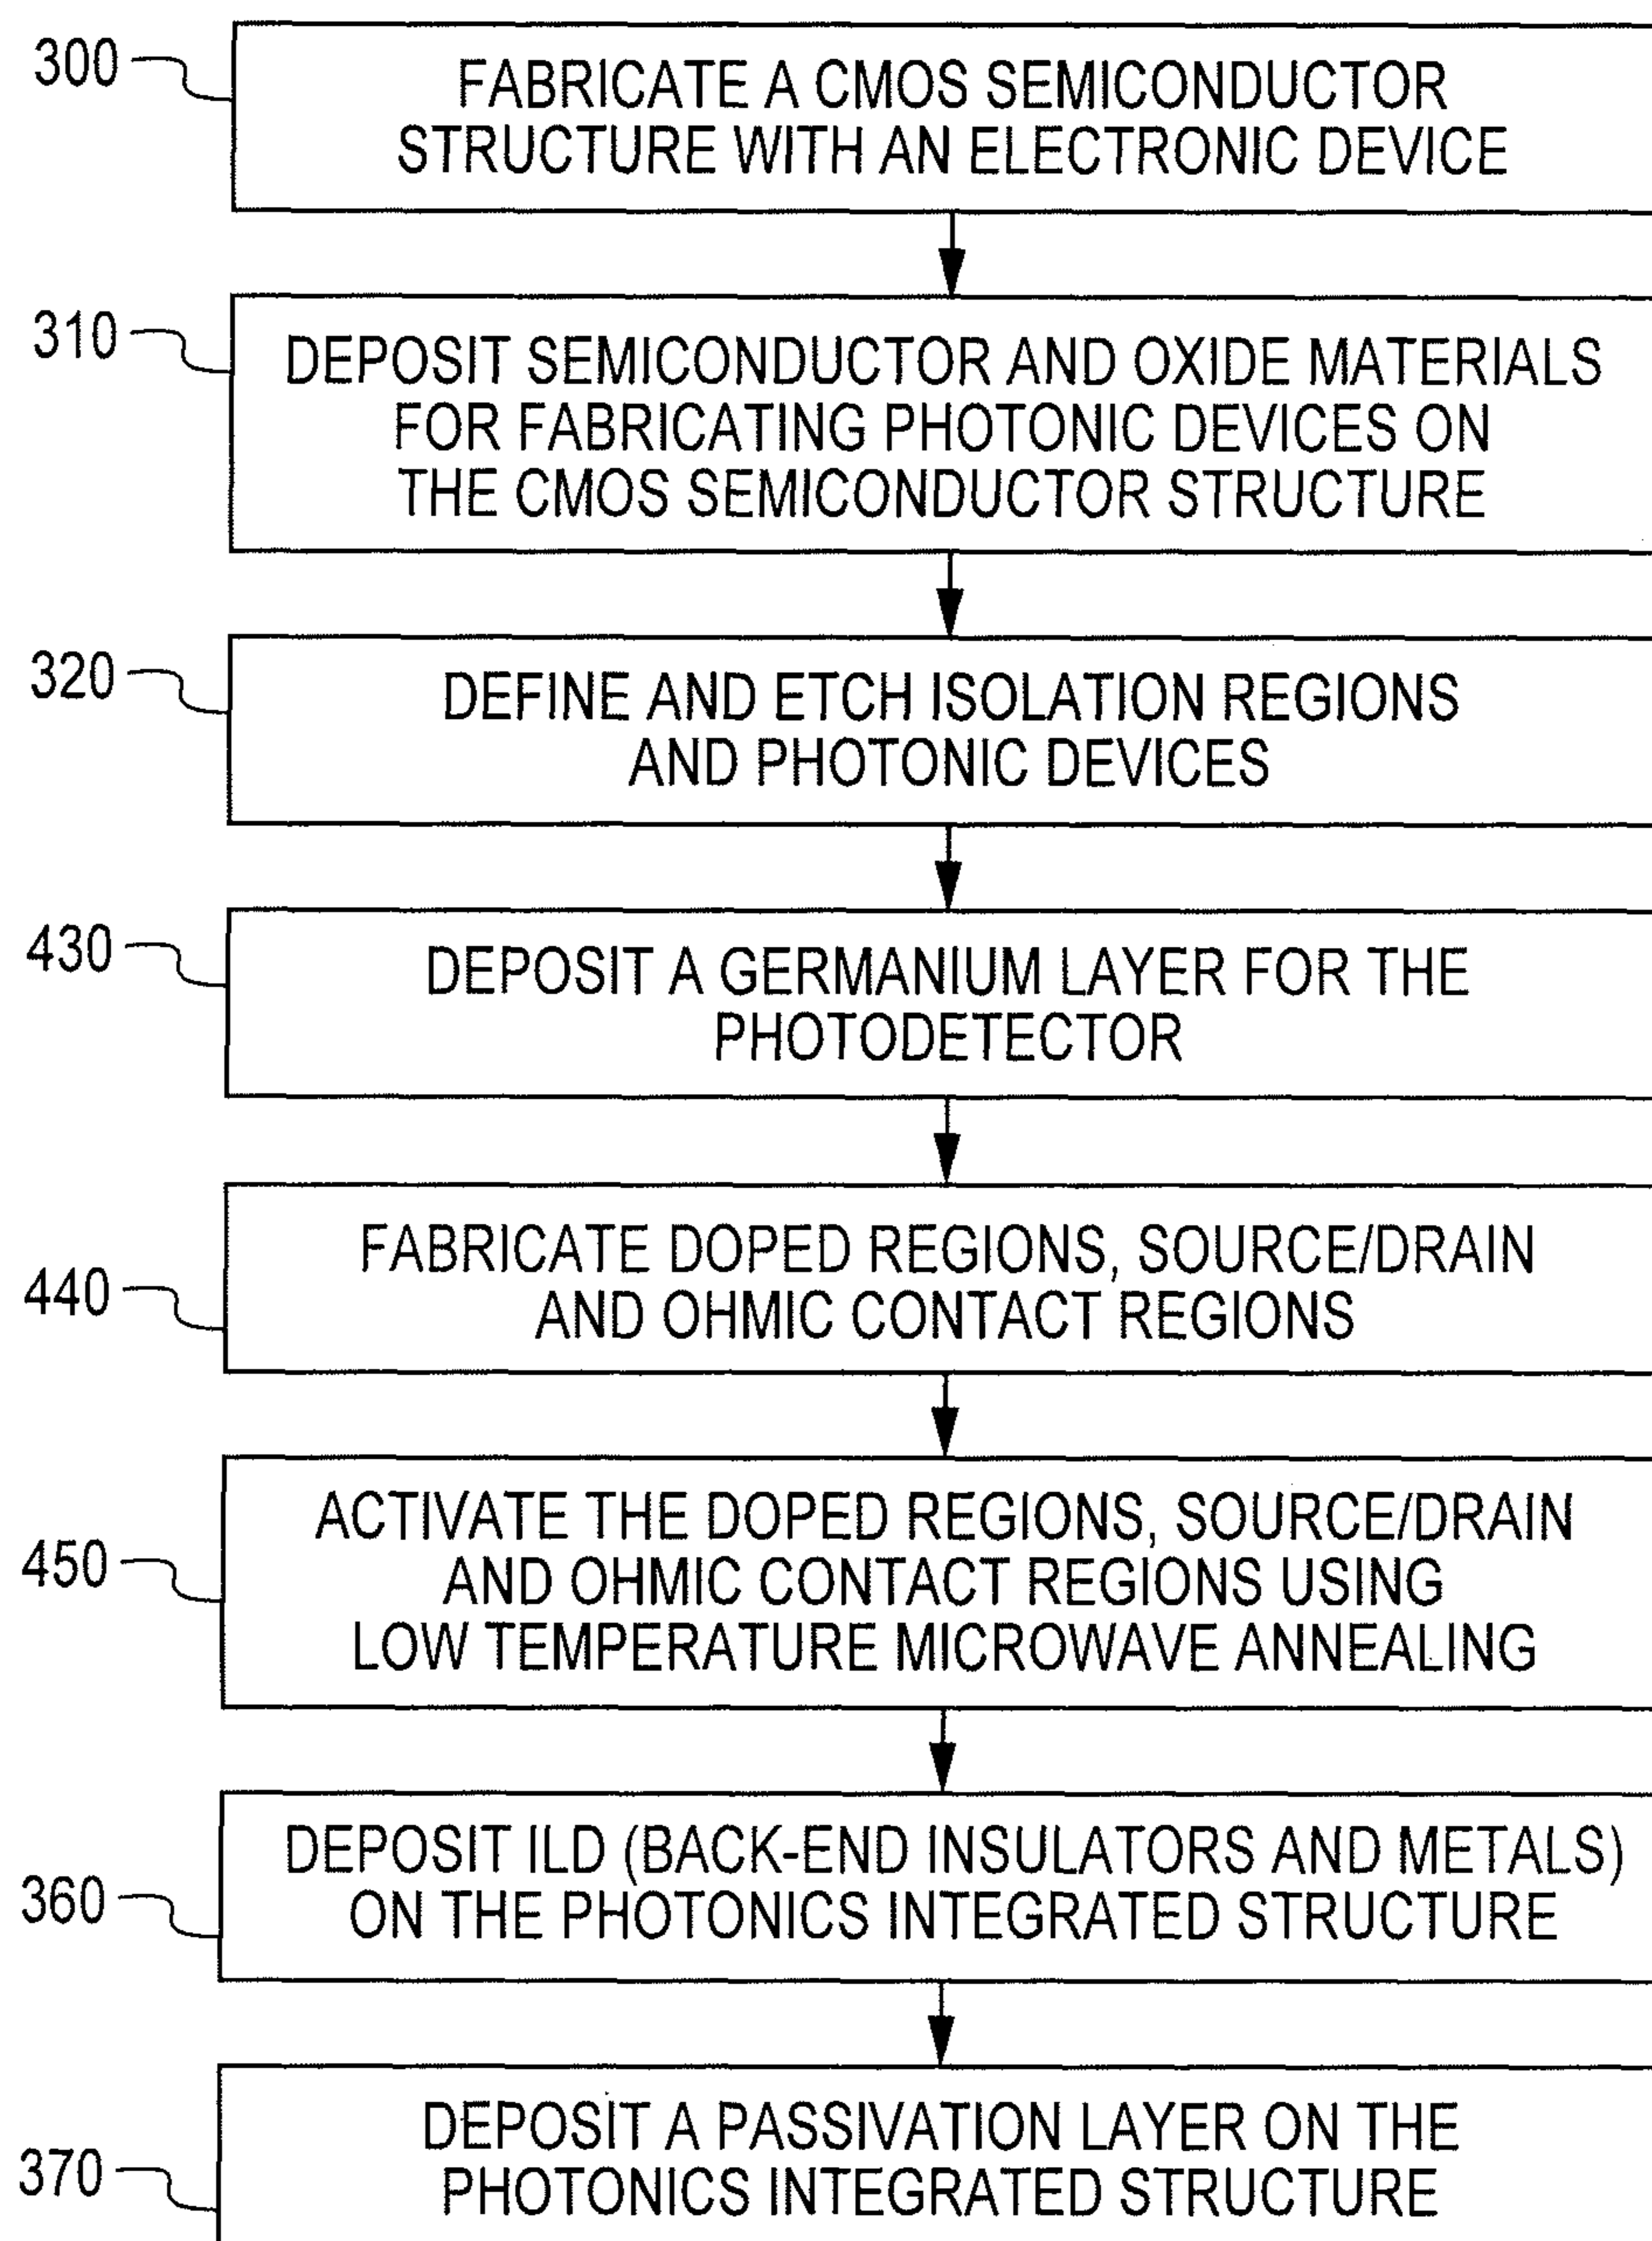 300
FABRICATE A CMOS SEMICONDUCTOR
STRUCTURE WITH AN ELECTRONIC DEVICE
310
DEPOSIT SEMICONDUCTOR AND OXIDE MATERIALS
FOR FABRICATING PHOTONIC DEVICES ON
THE CMOS SEMICONDUCTOR STRUCTURE
320
DEFINE AND ETCH ISOLATION REGIONS
AND PHOTONIC DEVICES
430
DEPOSIT A GERMANIUM LAYER FOR THE
PHOTODETECTOR
440
FABRICATE DOPED REGIONS, SOURCE/DRAIN
AND OHMIC CONTACT REGIONS
450
ACTIVATE THE DOPED REGIONS, SOURCE/DRAIN
AND OHMIC CONTACT REGIONS USING
LOW TEMPERATURE MICROWAVE ANNEALING
360
DEPOSIT ILD (BACK-END INSULATORS AND METALS)
ON THE PHOTONICS INTEGRATED STRUCTURE
370
DEPOSIT A PASSIVATION LAYER ON THE
PHOTONICS INTEGRATED STRUCTURE